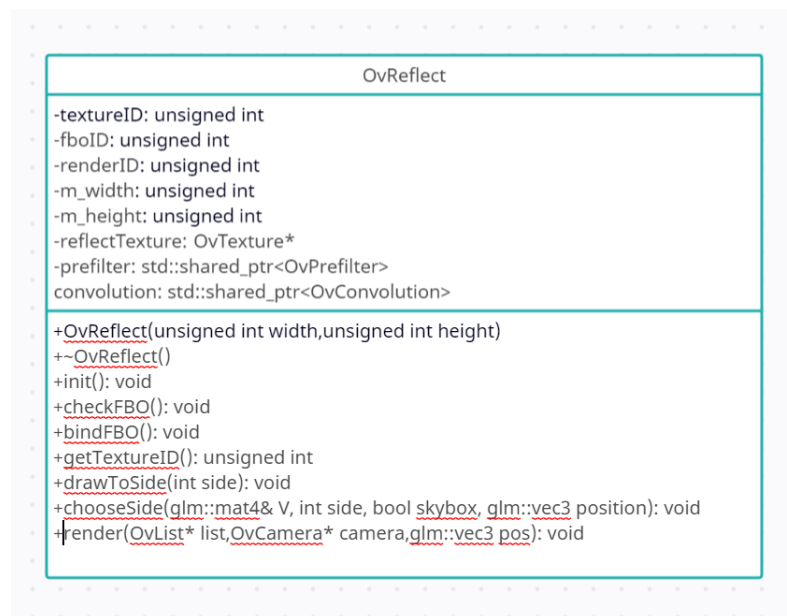 OvReflect
-textureID: unsigned int
-fboID: unsigned int
-renderID: unsigned int
-m_width: unsigned int
-m_height: unsigned int
-reflectTexture: OvTexture*
-prefilter: std::shared_ptr<OvPrefilter>
convolution: std::shared_ptr<OvConvolution>
+OvReflect(unsigned int width,unsigned int height)
+~OvReflect()
+init(): void
+checkFBO(): void
+bindFBO(): void
+getTextureID(): unsigned int
+drawToSide(int side): void
+chooseSide(glm::mat4& V, int side, bool skybox, glm::vec3 position): void
+render(OvList* list,OvCamera* camera,glm::vec3 pos): void